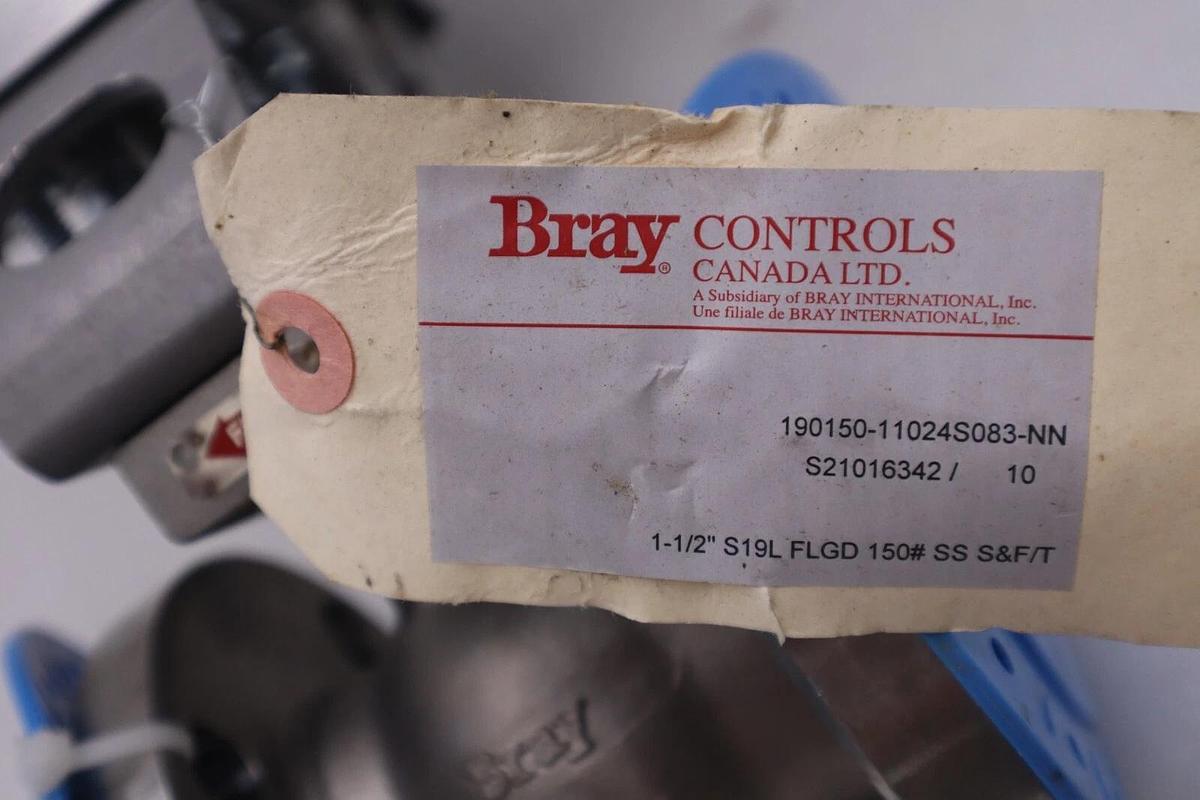 Bray® CONTROLS
CANADA LTD.
A Subsidiary of BRAY INTERNATIONAL, Inc.
Une filiale de BRAY INTERNATIONAL, Inc.
190150-11024S083-NN
S21016342 / 10
1-1/2" S19L FLGD 150# SS S&F/T
Bray